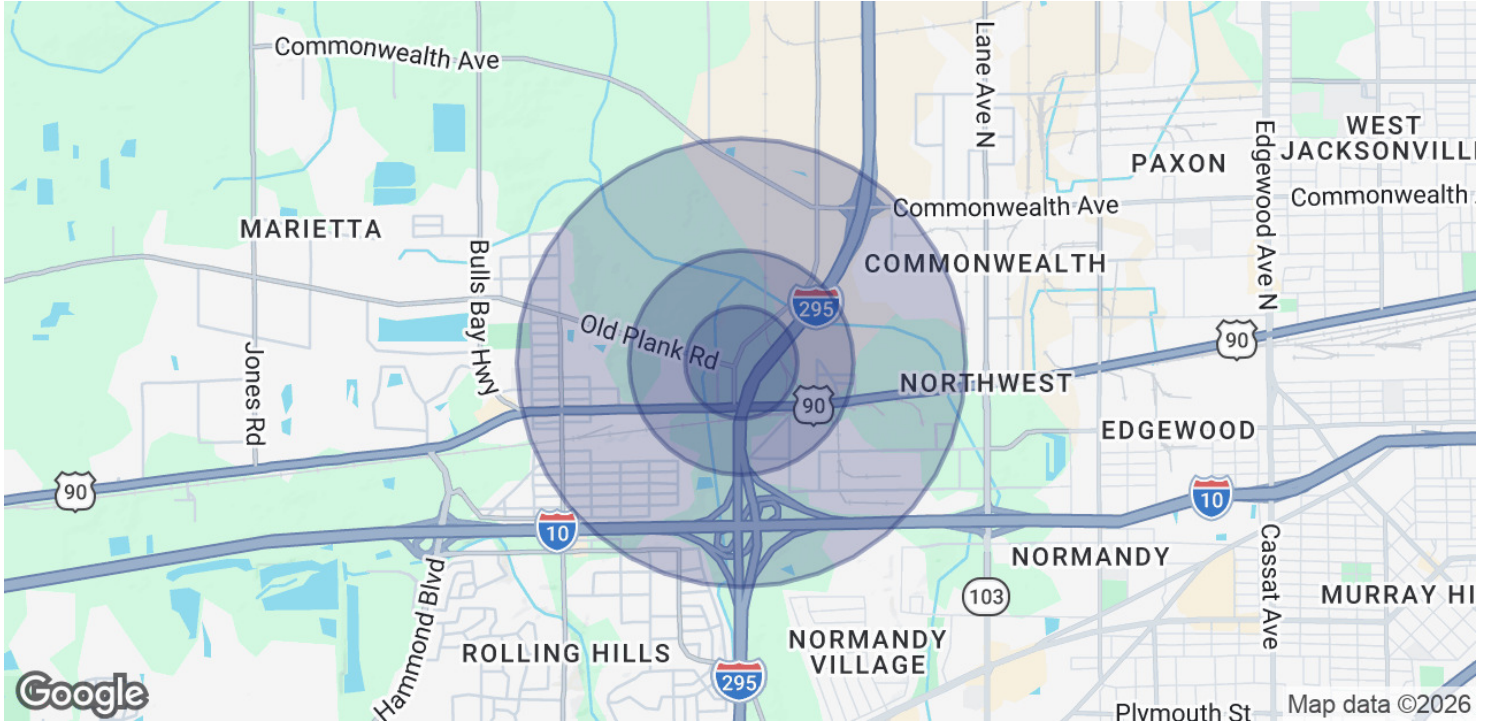 Commonwealth Ave
Lane Ave N
WEST
JACKSONVILL
PAXON
Edgewood Ave N
Commonwealth
Commonwealth Ave
MARIETTA
Bulls Bay Hwy
COMMONWEALTH
295
Old Plank Rd
90
Jones Rd
NORTHWEST
90
EDGEWOOD
90
10
10
Cassat Ave
NORMANDY
103
MURRAY HI
Hammond Blvd
ROLLING HILLS
NORMANDY
VILLAGE
295
Google
Plymouth St
Map data ©2026